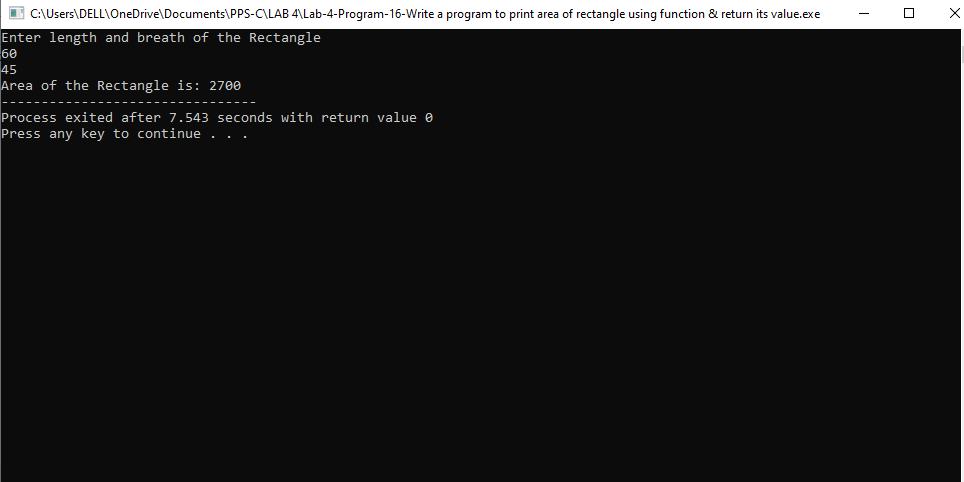 C:\Users\DELL\OneDrive\Documents\PPS-C\LAB 4\Lab-4-Program-16-Write a program to print area of rectangle using function & return its value.exe
Enter length and breath of the Rectangle
60
45
Area of the Rectangle is: 2700
--------------------------------
Process exited after 7.543 seconds with return value 0
Press any key to continue . . .